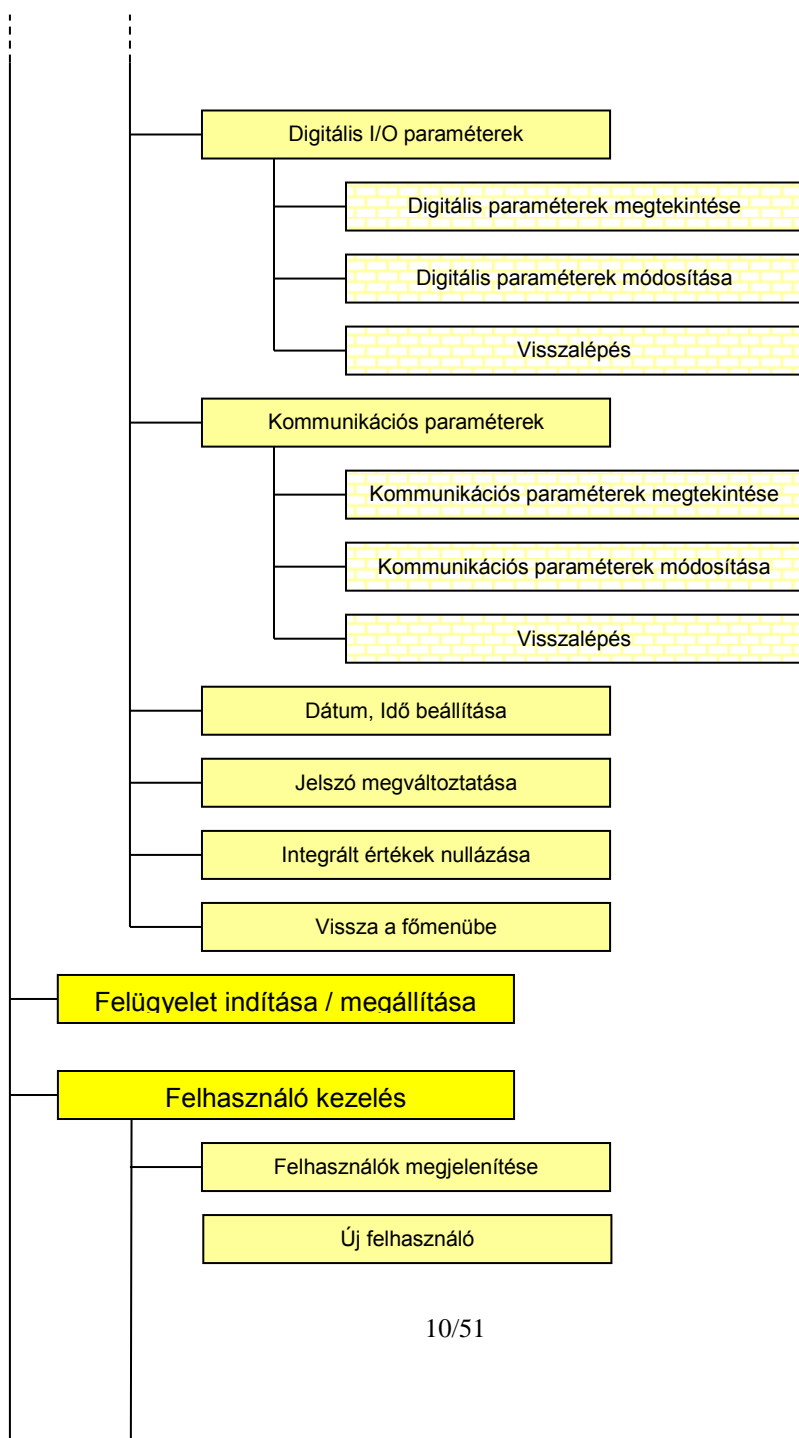 Digitális I/O paraméterek
Digitális paraméterek megtekintése
Digitális paraméterek módosítása
Visszalépés
Kommunikációs paraméterek
Kommunikációs paraméterek megtekintése
Kommunikációs paraméterek módosítása
Visszalépés
Dátum, Idő beállítása
Jelszó megváltoztatása
Integrált értékek nullázása
Vissza a főmenübe
Felügyelet indítása / megállítása
Felhasználó kezelés
Felhasználók megjelenítése
Új felhasználó
10/51